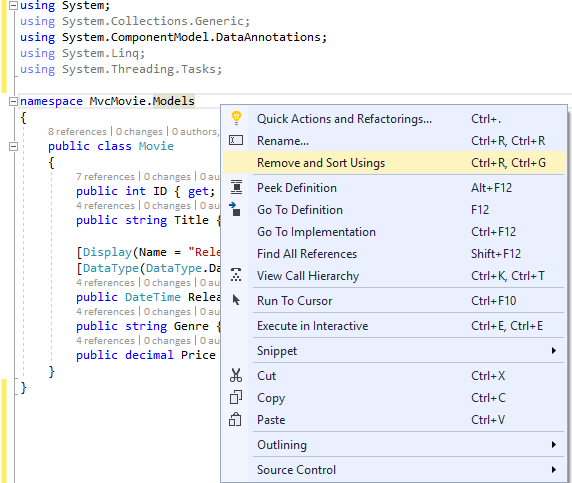 using System;
using System.Collections.Generic;
using System.ComponentModel.DataAnnotations;
using System.Linq;
using System.Threading.Tasks;
namespace MvcMovie.Models
{
8 references | 0 changes | 0 authors,
public class Movie
{
7 references | 0 changes | 0 au
public int ID { get;
4 references | 0 changes | 0 au
public string Title {
[Display(Name = "Rele
[DataType(DataType.Da
4 references | 0 changes | 0 au
public DateTime Relea
4 references | 0 changes | 0 au
public string Genre {
4 references | 0 changes | 0 au
public decimal Price
}
}
Quick Actions and Refactorings... Ctrl+.
Rename... Ctrl+R, Ctrl+R
Remove and Sort Usings Ctrl+R, Ctrl+G
Peek Definition Alt+F12
Go To Definition F12
Go To Implementation Ctrl+F12
Find All References Shift+F12
View Call Hierarchy Ctrl+K, Ctrl+T
Run To Cursor Ctrl+F10
Execute in Interactive Ctrl+E, Ctrl+E
Snippet
Cut Ctrl+X
Copy Ctrl+C
Paste Ctrl+V
Outlining
Source Control